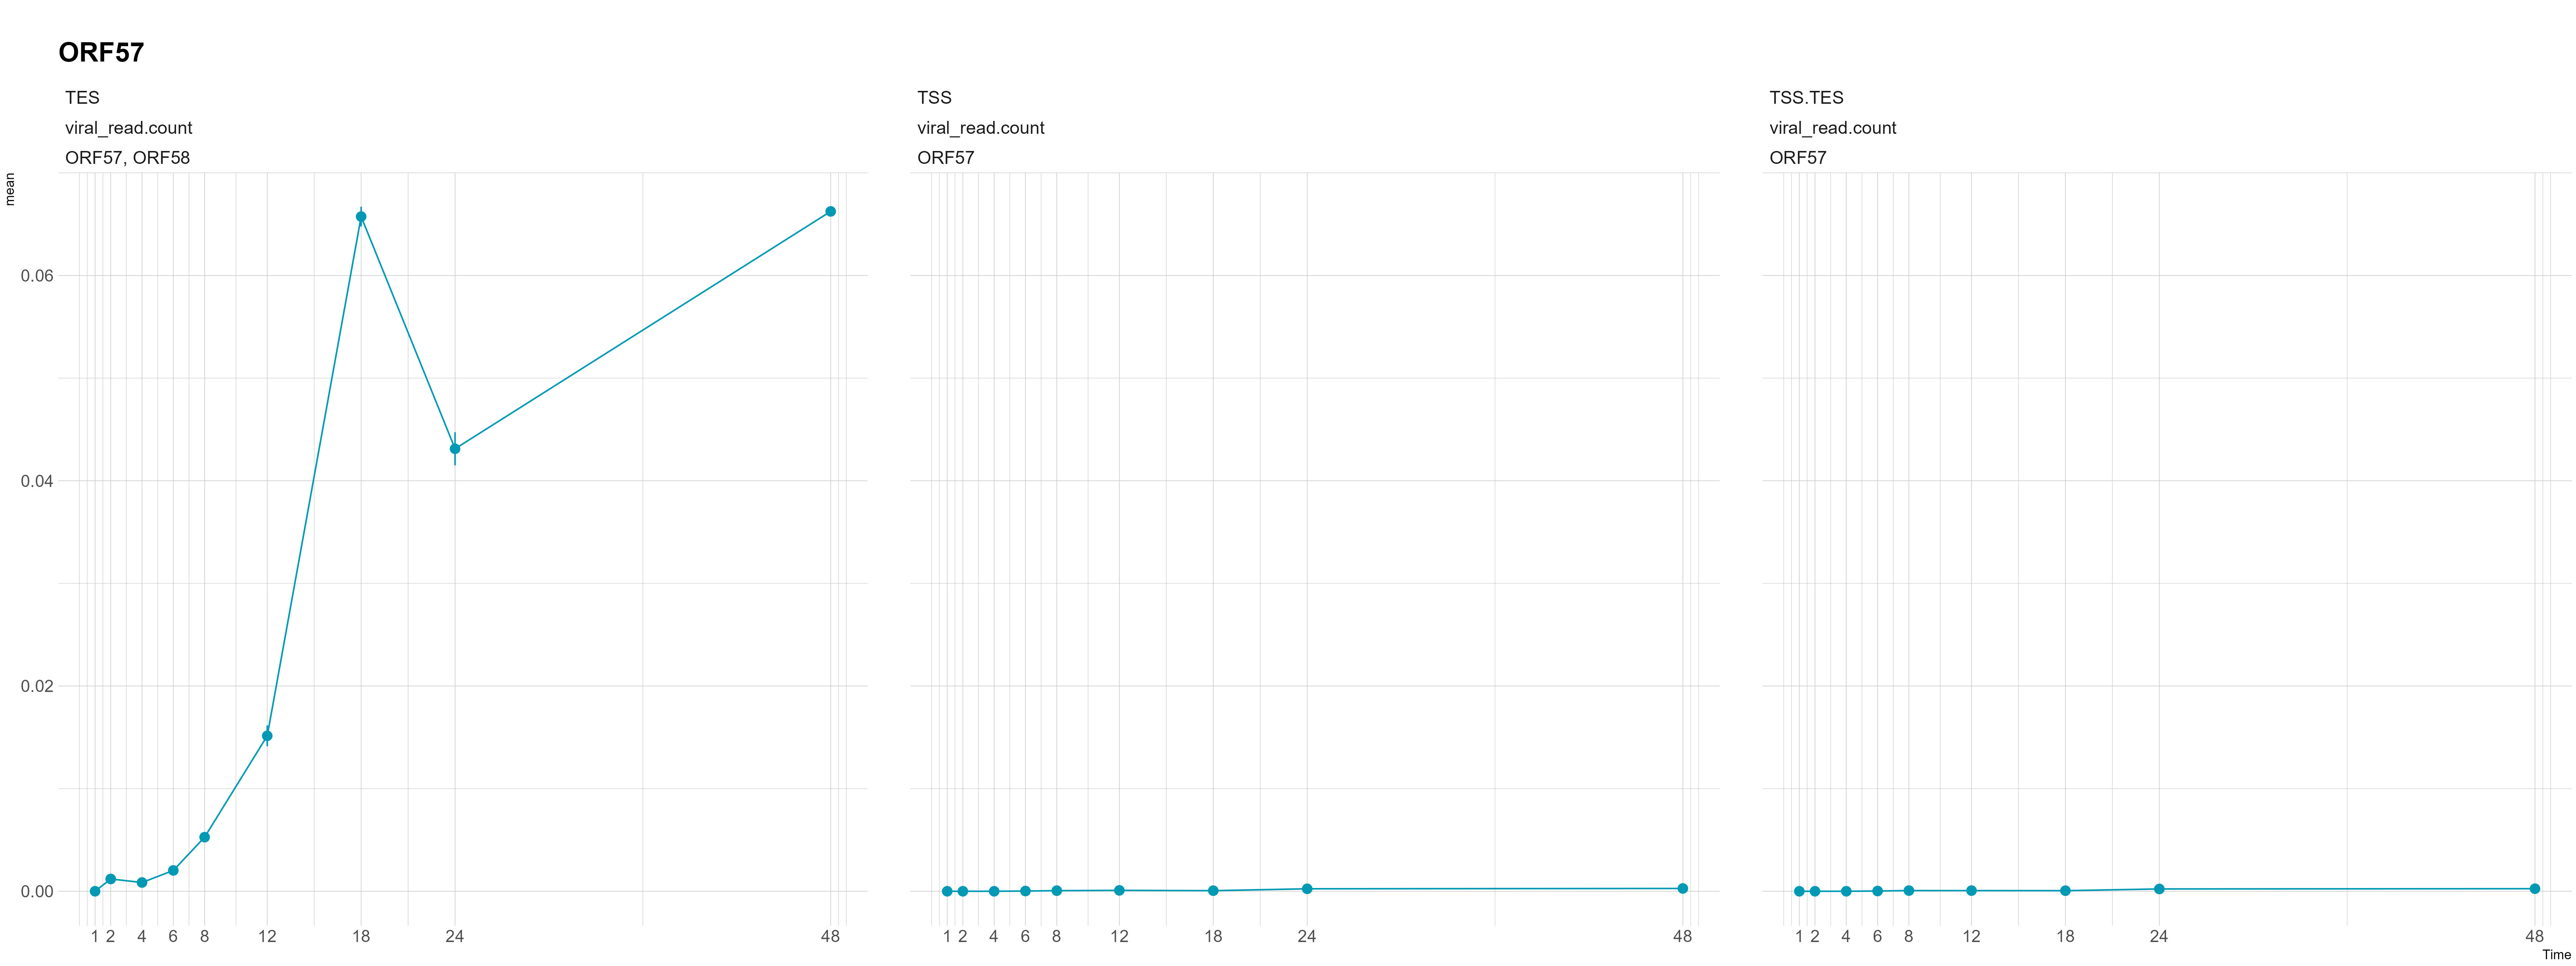 ORF57
TES
viral_read.count
ORF57, ORF58
TSS
viral_read.count
ORF57
TSS.TES
viral_read.count
ORF57
mean
0.06
0.04
0.02
0.00
1 2 4 6 8 12 18 24 48
1 2 4 6 8 12 18 24 48
1 2 4 6 8 12 18 24 48
Time